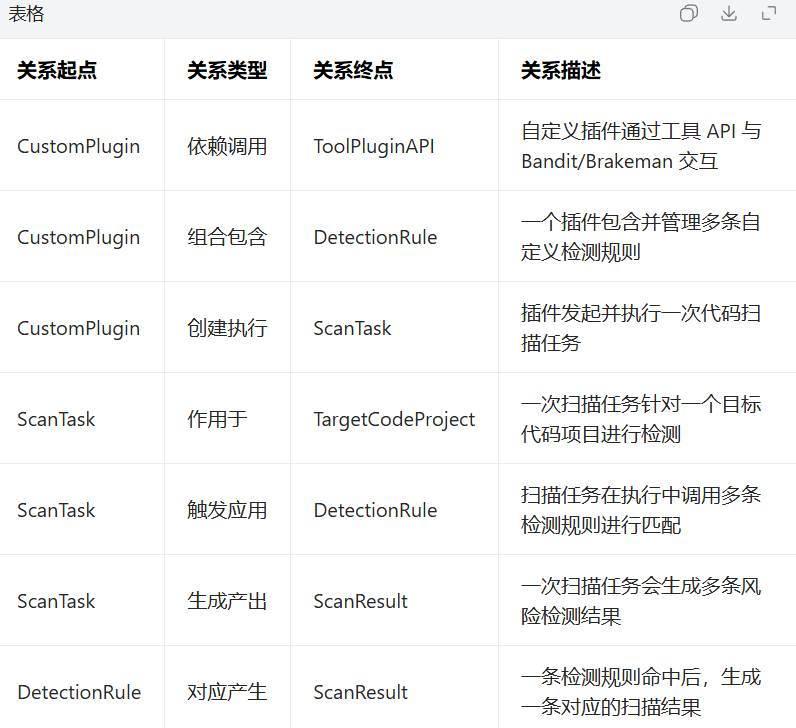 表格
关系起点 关系类型 关系终点 关系描述
CustomPlugin 依赖调用 ToolPluginAPI 自定义插件通过工具 API 与
Bandit/Brakeman 交互
CustomPlugin 组合包含 DetectionRule 一个插件包含并管理多条自
定义检测规则
CustomPlugin 创建执行 ScanTask 插件发起并执行一次代码扫
描任务
ScanTask 作用于 TargetCodeProject 一次扫描任务针对一个目标
代码项目进行检测
ScanTask 触发应用 DetectionRule 扫描任务在执行中调用多条
检测规则进行匹配
ScanTask 生成产出 ScanResult 一次扫描任务会生成多条风
险检测结果
DetectionRule 对应产生 ScanResult 一条检测规则命中后，生成
一条对应的扫描结果